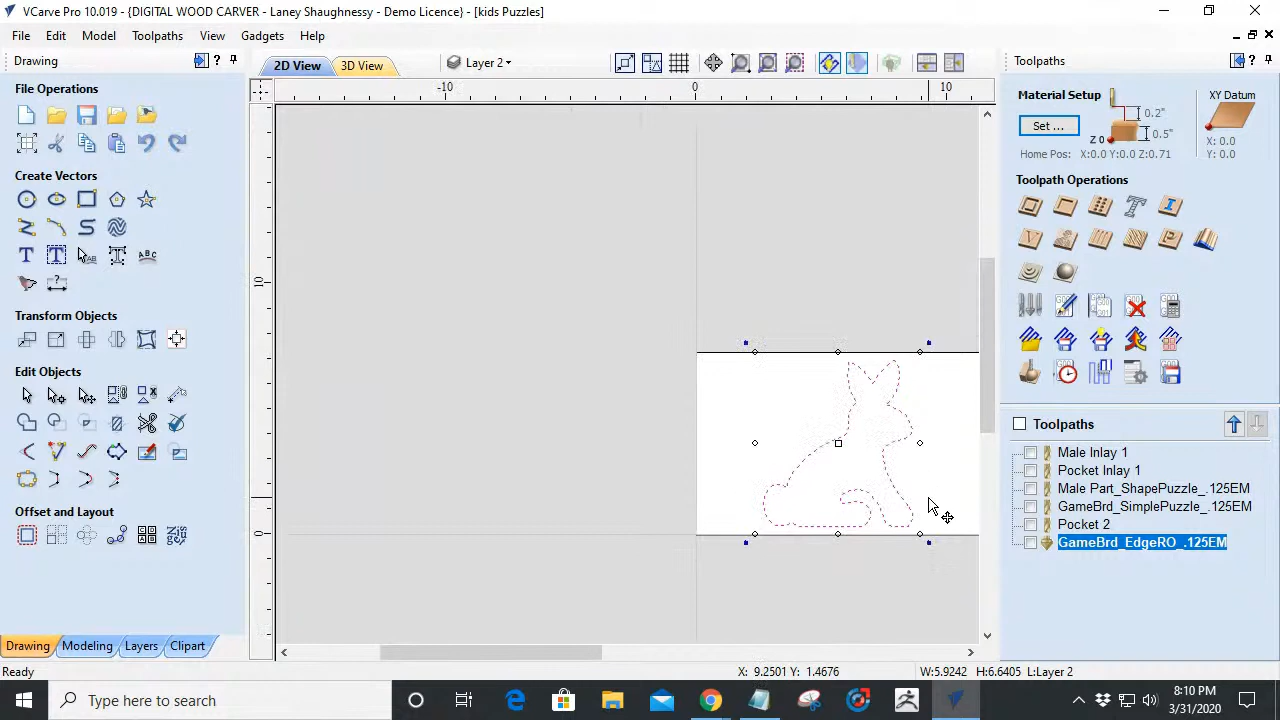 VCarve Pro 10.019 - {DIGITAL WOOD CARVER - Laney Shaughnessy - Demo Licence} - [kids Puzzles]
File Edit Model Toolpaths View Gadgets Help
Drawing
2D View 3D View Layer 2
Toolpaths
File Operations
-10 0 10
Material Setup
0.2"
XY Datum
Set ...
0.5"
Z 0
X: 0.0
Home Pos: X:0.0 Y:0.0 Z:0.71
Y: 0.0
Create Vectors
Toolpath Operations
10
Transform Objects
Edit Objects
Toolpaths
Male Inlay 1
Pocket Inlay 1
Male Part_ShapePuzzle_.125EM
GameBrd_SimplePuzzle_.125EM
Offset and Layout
Pocket 2
0
GameBrd_EdgeRO_.125EM
Drawing Modeling Layers Clipart
Ready
X: 9.2501 Y: 1.4676
W:5.9242 H:6.6405 L:Layer 2
Type here to search
8:10 PM
3/31/2020